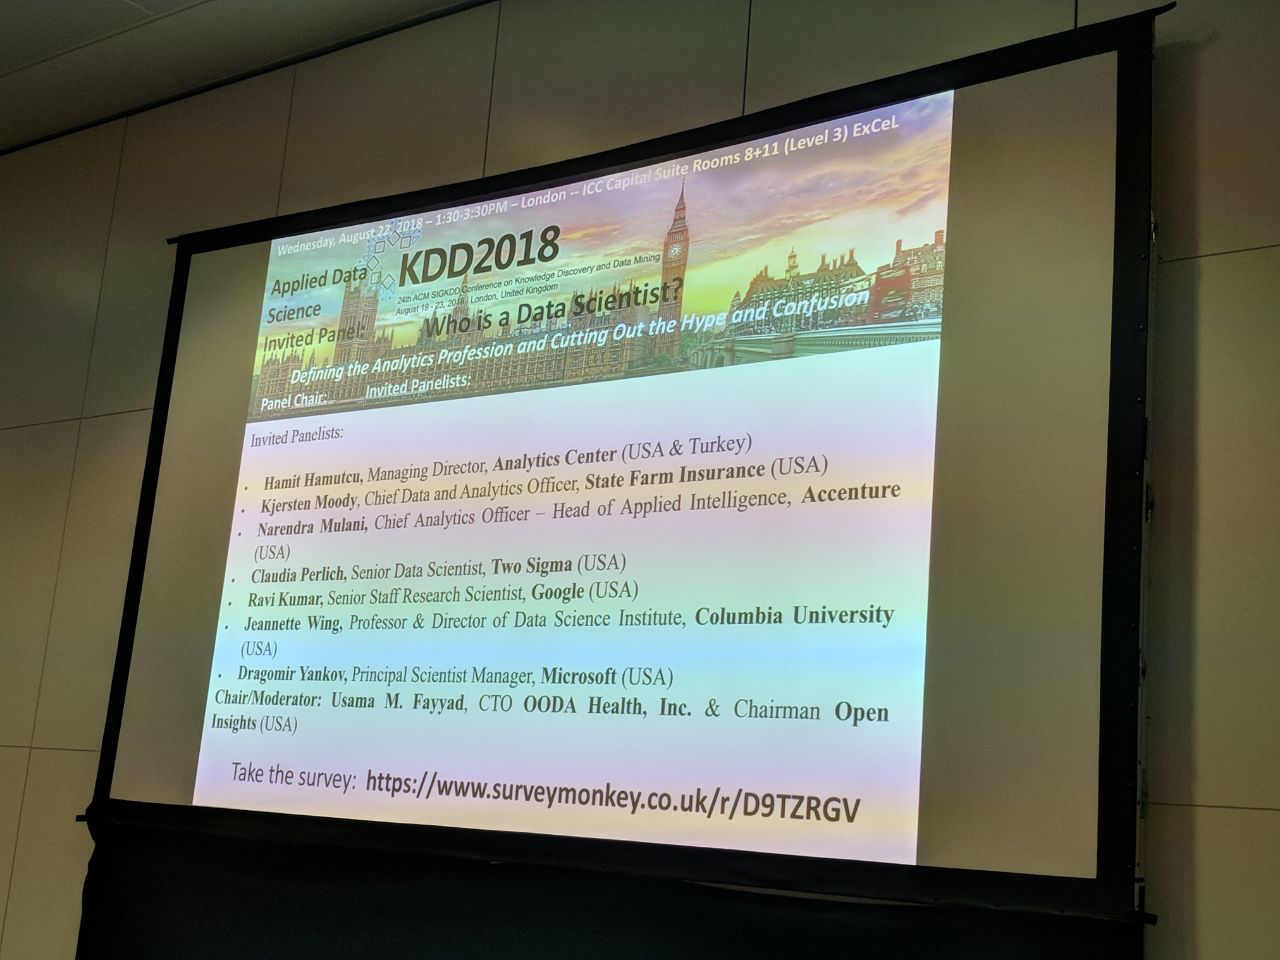 Wednesday, August 22, 2018 – 1:30-3:30PM – London -- ICC Capital Suite Rooms 8+11 (Level 3) ExCeL
Applied Data
Science
Invited Panel:
KDD2018
24th ACM SIGKDD Conference on Knowledge Discovery and Data Mining
August 19 - 23, 2018 / London, United Kingdom
Who is a Data Scientist?
Defining the Analytics Profession and Cutting Out the Hype and Confusion
Panel Chair: Invited Panelists:
Invited Panelists:
• Hamit Hamutcu, Managing Director, Analytics Center (USA & Turkey)
• Kjersten Moody, Chief Data and Analytics Officer, State Farm Insurance (USA)
• Narendra Mulani, Chief Analytics Officer – Head of Applied Intelligence, Accenture
(USA)
• Claudia Perlich, Senior Data Scientist, Two Sigma (USA)
• Ravi Kumar, Senior Staff Research Scientist, Google (USA)
• Jeannette Wing, Professor & Director of Data Science Institute, Columbia University
(USA)
• Dragomir Yankov, Principal Scientist Manager, Microsoft (USA)
Chair/Moderator: Usama M. Fayyad, CTO OODA Health, Inc. & Chairman Open
Insights (USA)
Take the survey: https://www.surveymonkey.co.uk/r/D9TZRGV